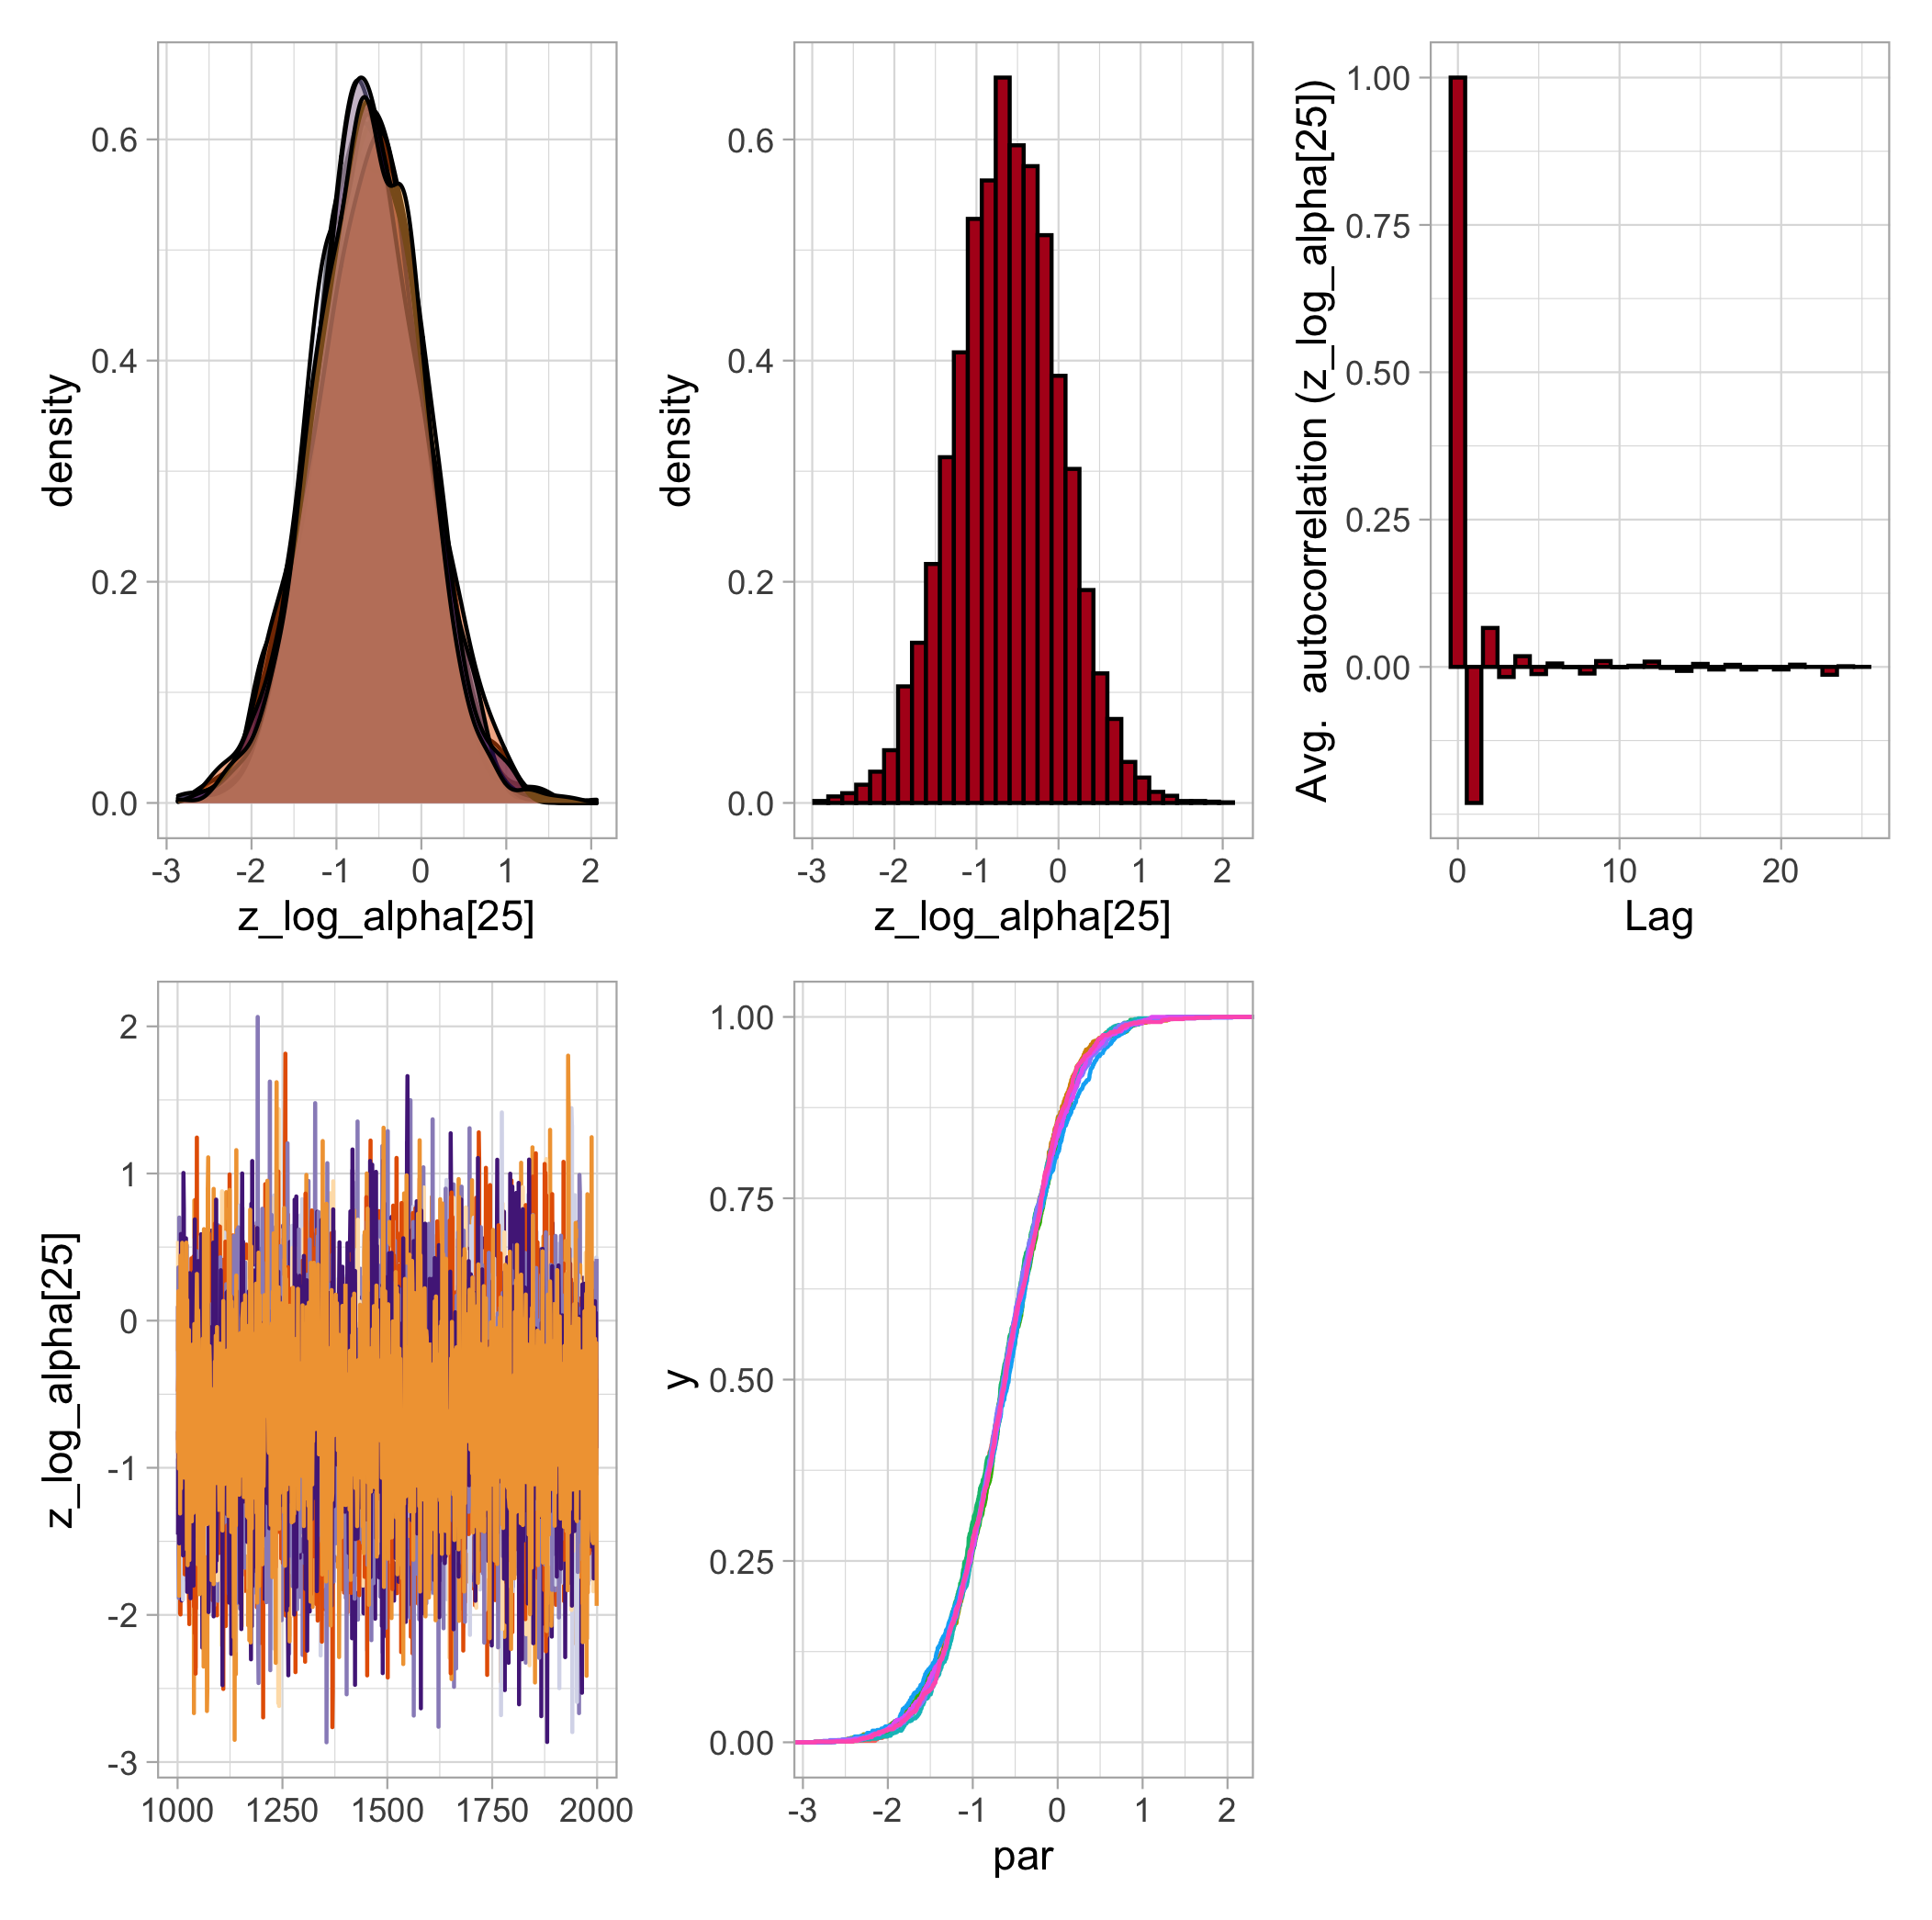 density
0.6
0.4
0.2
0.0
-3 -2 -1 0 1 2
z_log_alpha[25]
density
0.6
0.4
0.2
0.0
-3 -2 -1 0 1 2
z_log_alpha[25]
Avg. autocorrelation (z_log_alpha[25])
1.00
0.75
0.50
0.25
0.00
0 10 20
Lag
z_log_alpha[25]
2
1
0
-1
-2
-3
1000 1250 1500 1750 2000
y
1.00
0.75
0.50
0.25
0.00
-3 -2 -1 0 1 2
par